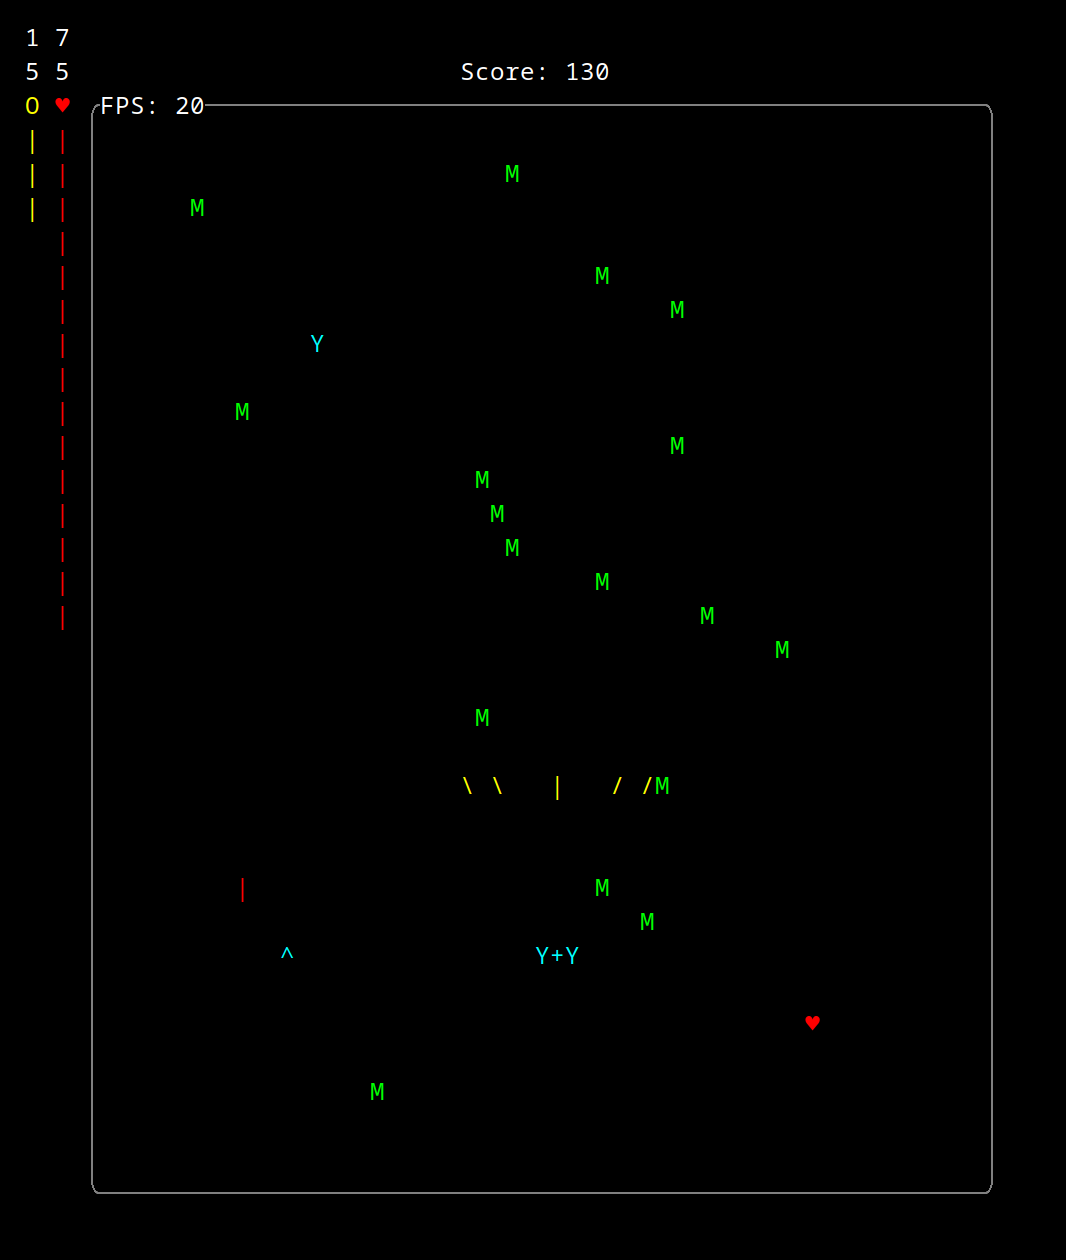 1 7
5 5 Score: 130
O ♥ FPS: 20
| |
| | M
| | M
|
| M
| M
| Y
|
| M
| M
| M
| M
| M
| M
M
M
M
\ \ | / /M
| M
M
^ Y+Y
♥
M